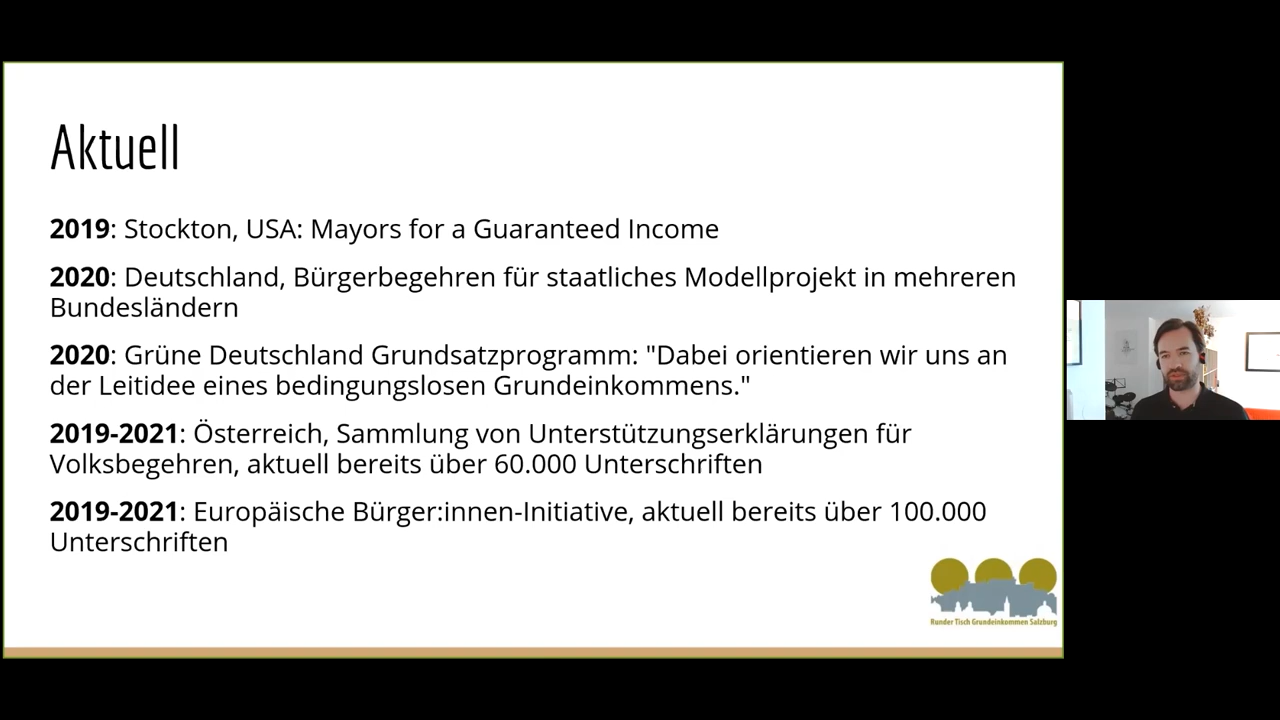 Aktuell
2019: Stockton, USA: Mayors for a Guaranteed Income
2020: Deutschland, Bürgerbegehren für staatliches Modellprojekt in mehreren
Bundesländern
2020: Grüne Deutschland Grundsatzprogramm: "Dabei orientieren wir uns an
der Leitidee eines bedingungslosen Grundeinkommens."
2019-2021: Österreich, Sammlung von Unterstützungserklärungen für
Volksbegehren, aktuell bereits über 60.000 Unterschriften
2019-2021: Europäische Bürger:innen-Initiative, aktuell bereits über 100.000
Unterschriften
Runder Tisch Grundeinkommen Salzburg